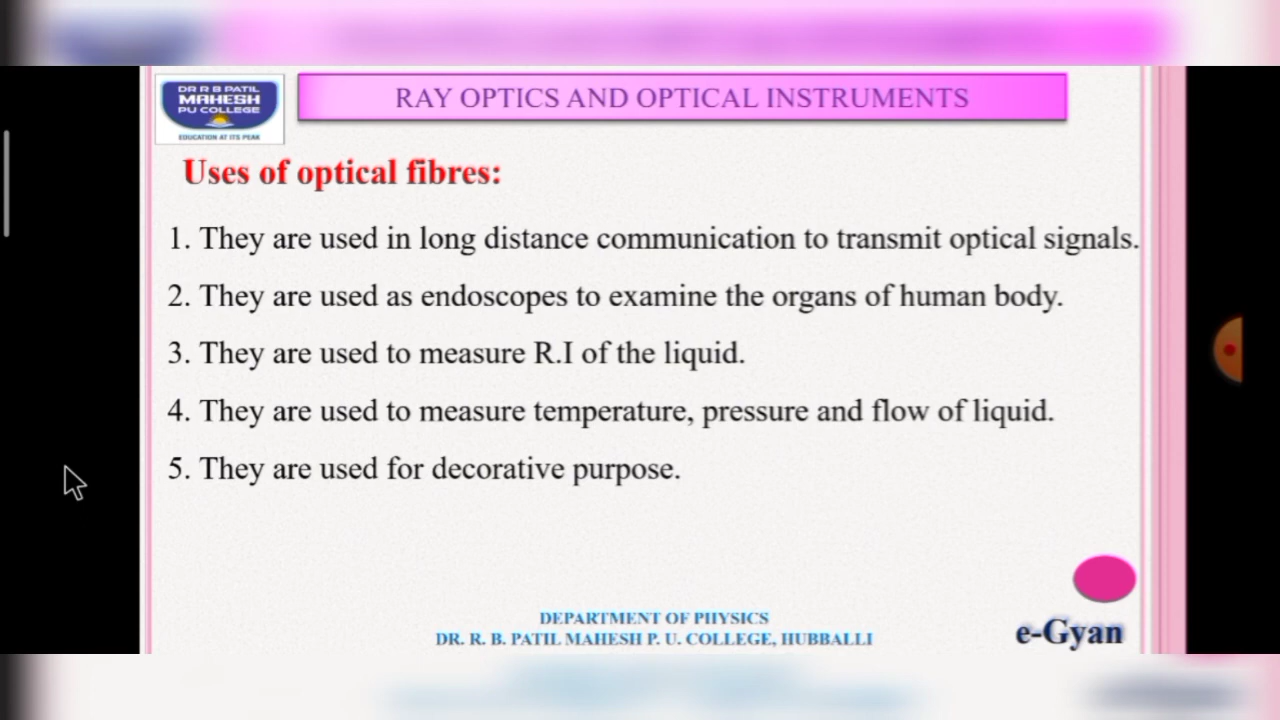 DR R B PATIL
MAHESH
PU COLLEGE
EDUCATION AT ITS PEAK
RAY OPTICS AND OPTICAL INSTRUMENTS
Uses of optical fibres:
1. They are used in long distance communication to transmit optical signals.
2. They are used as endoscopes to examine the organs of human body.
3. They are used to measure R.I of the liquid.
4. They are used to measure temperature, pressure and flow of liquid.
5. They are used for decorative purpose.
DEPARTMENT OF PHYSICS
DR. R. B. PATIL MAHESH P. U. COLLEGE, HUBBALLI
e-Gyan